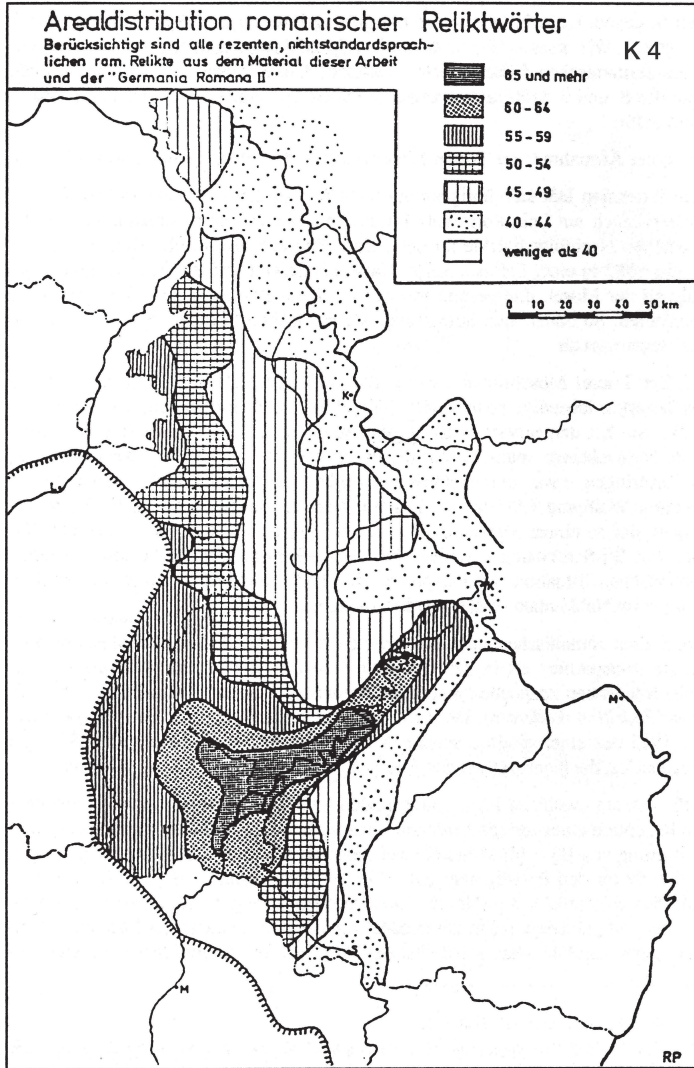 Arealdistribution romanischer Reliktwörter
Berücksichtigt sind alle rezenten, nichtstandardsprach-
lichen rom. Relikte aus dem Material dieser Arbeit
und der "Germania Romana II"
K 4
65 und mehr
60-64
55-59
50-54
45-49
40-44
weniger als 40
0 10 20 30 40 50 km
K
L
K
M
T
L
S
M
RP